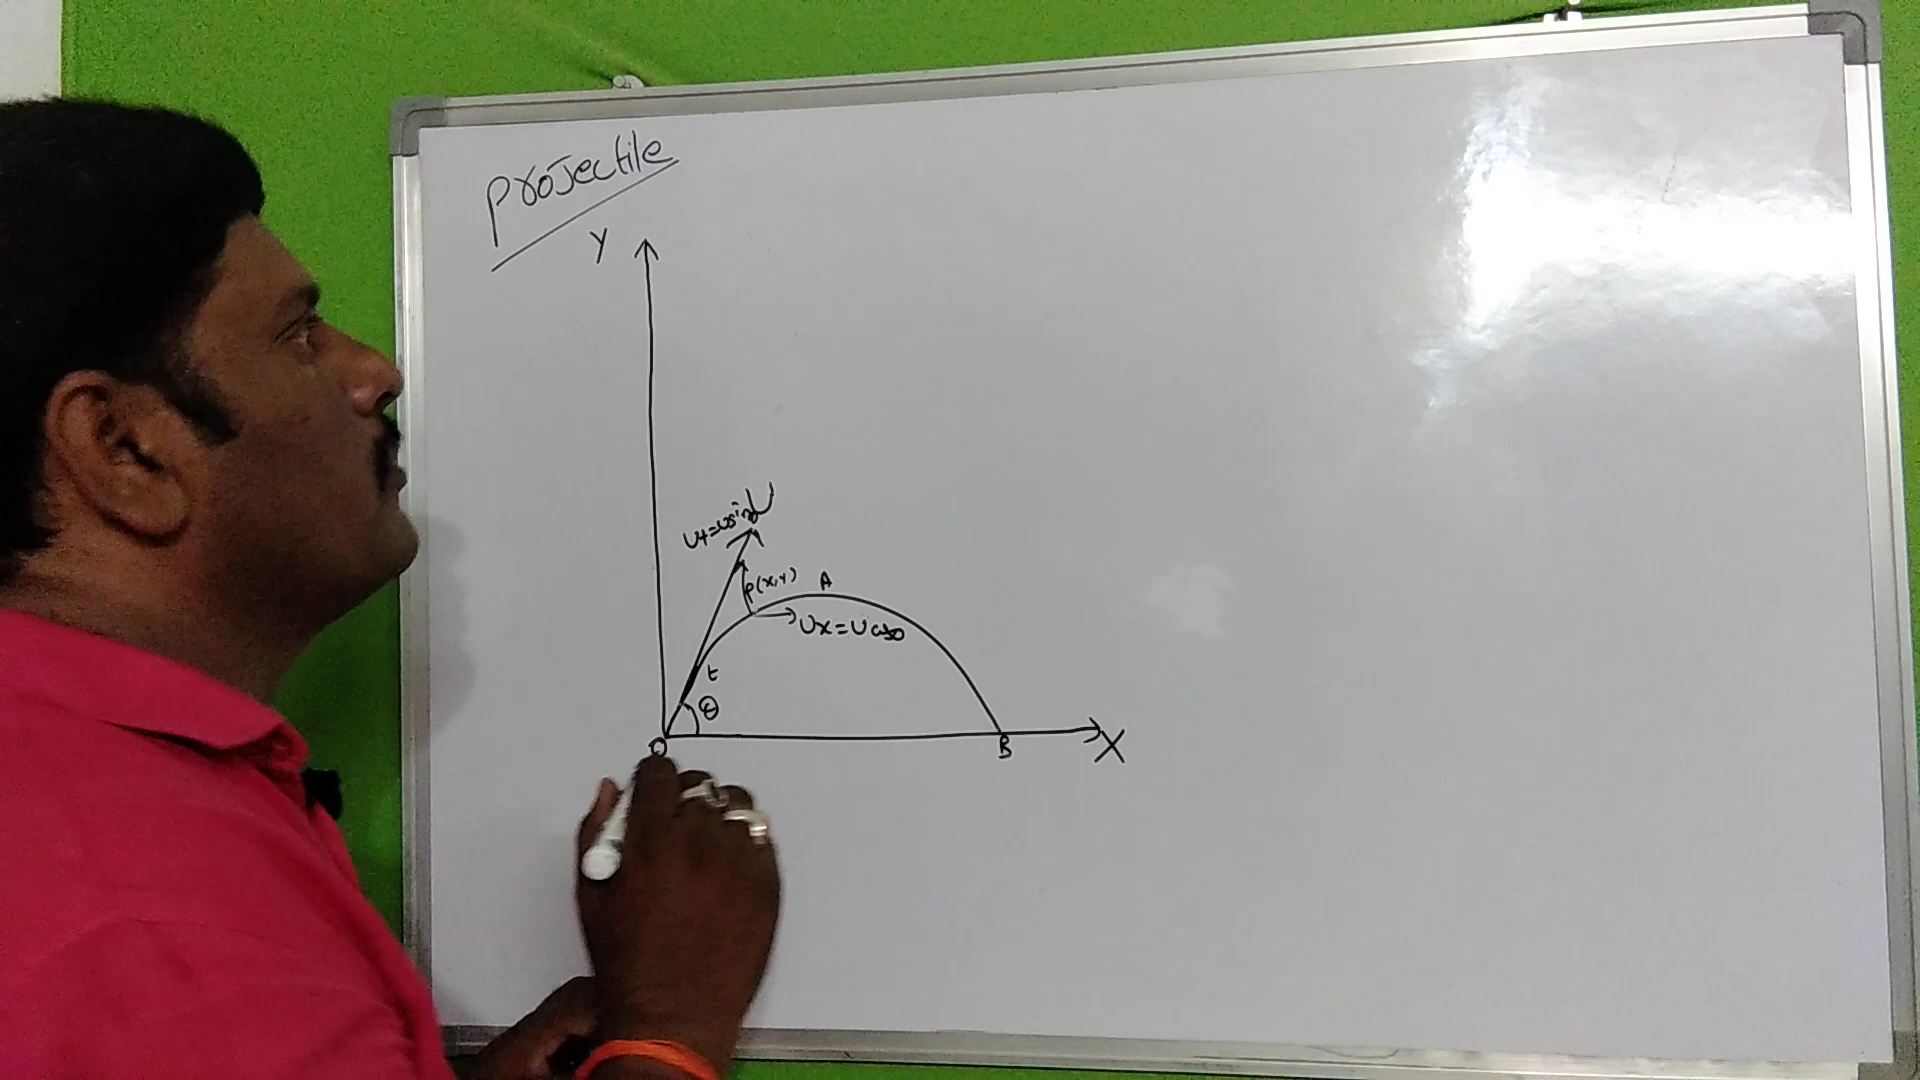 Projectile
Y
U
Uy=Usinθ
P(x,y)
A
Ux=Ucosθ
t
θ
O
B
X